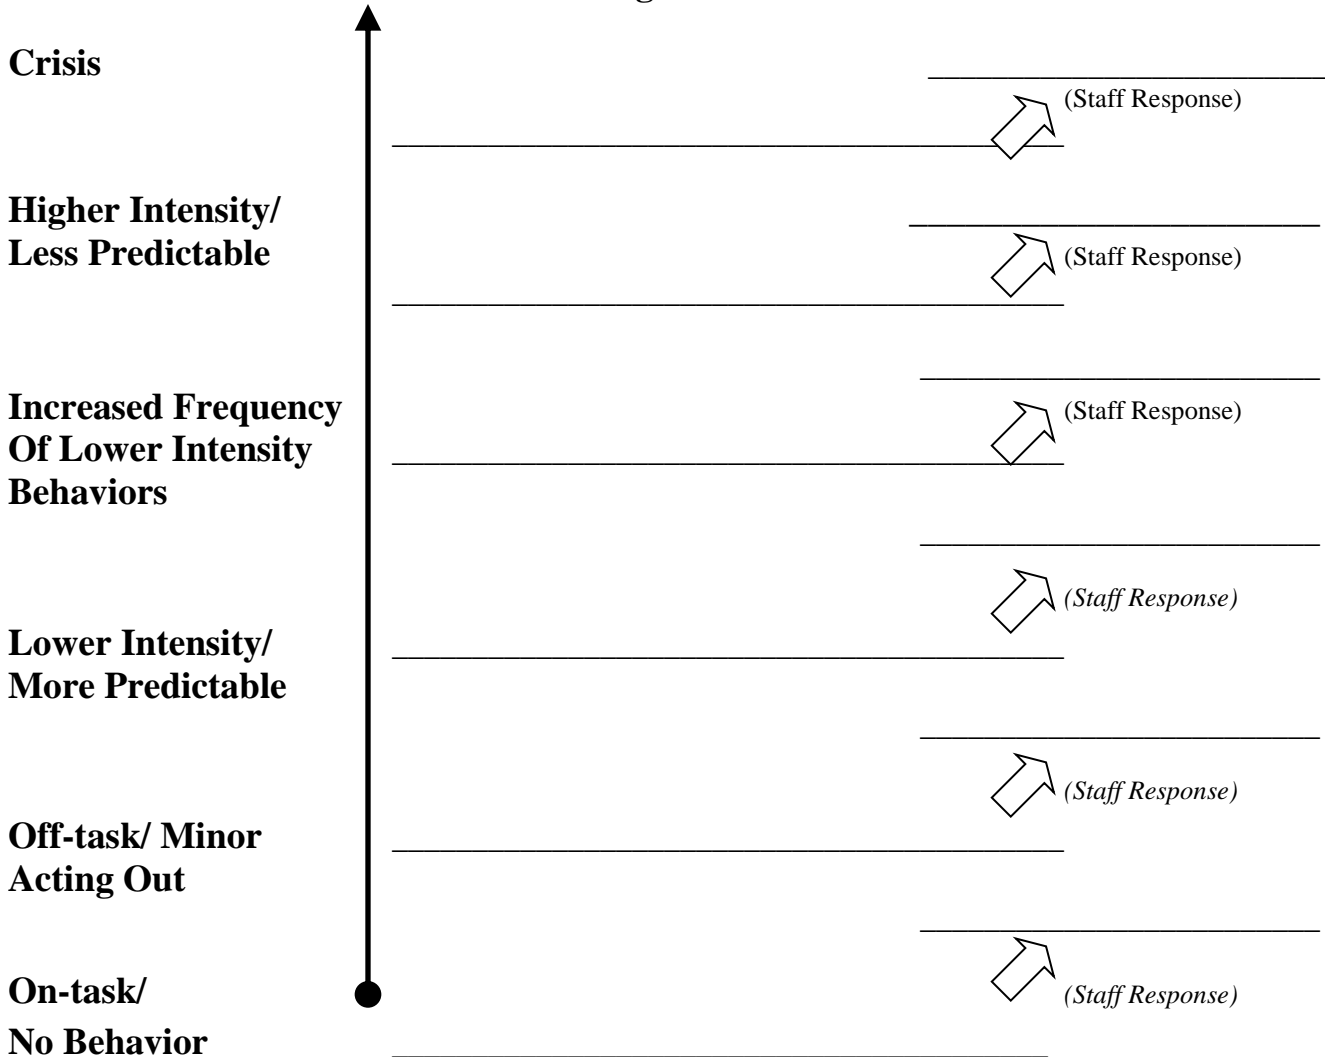 Crisis
(Staff Response)
Higher Intensity/
Less Predictable
(Staff Response)
Increased Frequency
(Staff Response)
Of Lower Intensity
Behaviors
(Staff Response)
Lower Intensity/
More Predictable
(Staff Response)
Off-task/ Minor
Acting Out
On-task/
(Staff Response)
No Behavior